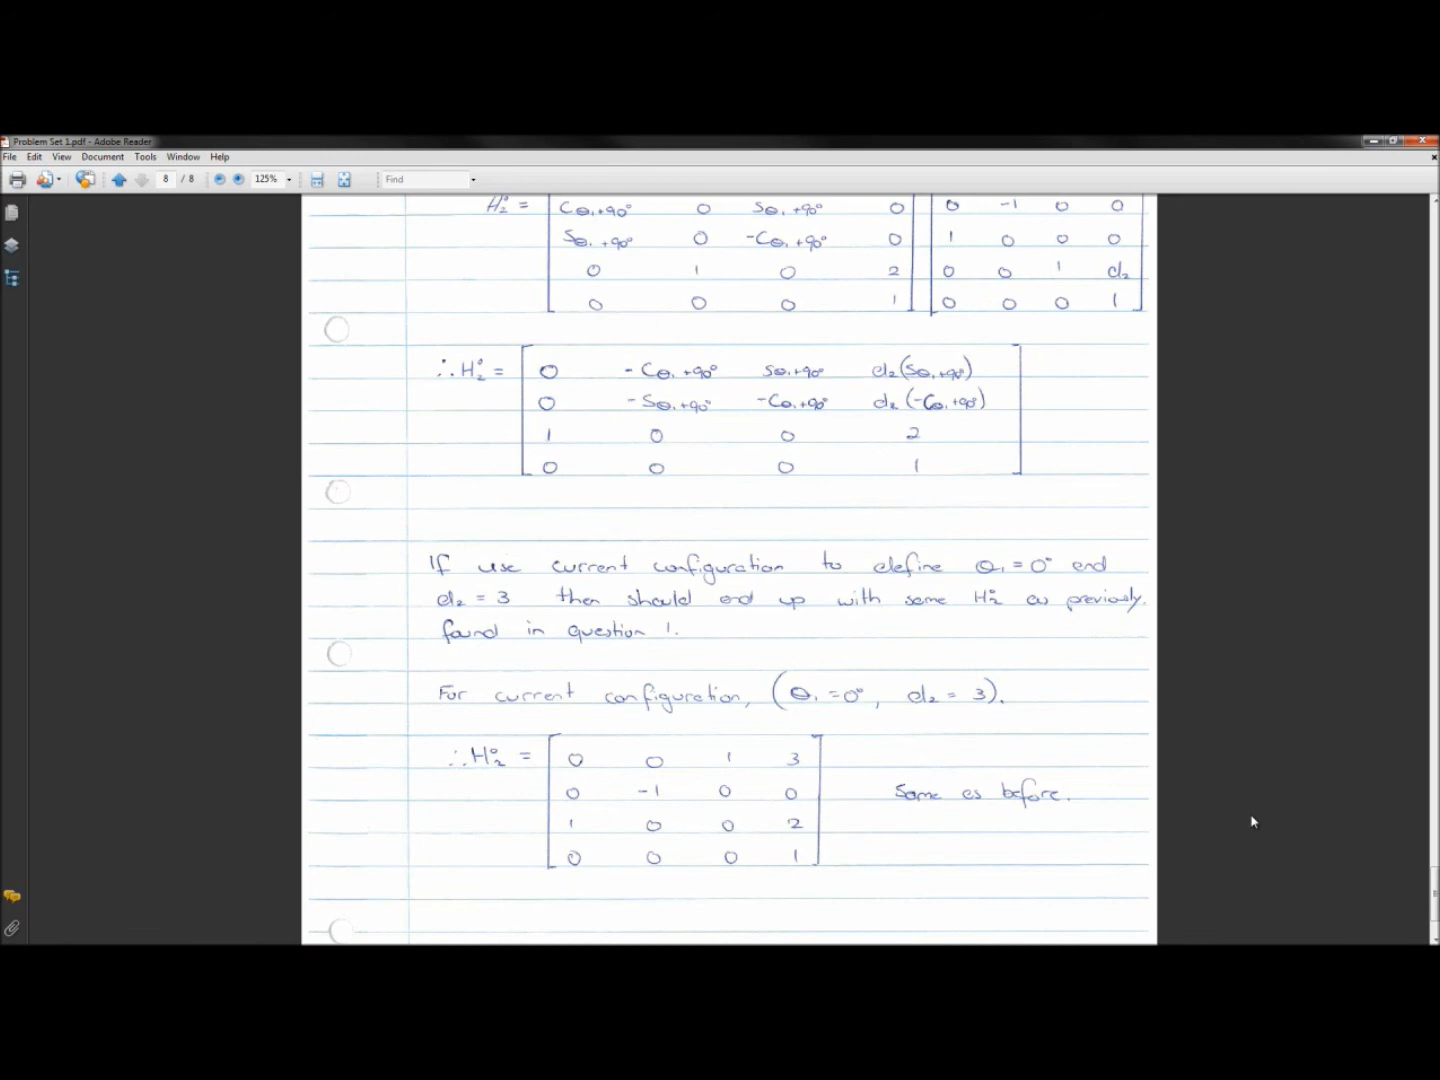 Problem Set 1.pdf - Adobe Reader
File Edit View Document Tools Window Help
8 / 8 125% Find
H₂⁰ = [ Cθ₁+90° 0 Sθ₁+90° 0 ] [ 0 -1 0 0 ]
Sθ₁+90° 0 -Cθ₁+90° 0 1 0 0 0
0 1 0 2 0 0 1 d₂
0 0 0 1 0 0 0 1
∴ H₂⁰ = [ 0 -Cθ₁+90° Sθ₁+90° d₂(Sθ₁+90°) ]
0 -Sθ₁+90° -Cθ₁+90° d₂(-Cθ₁+90°)
1 0 0 2
0 0 0 1
If use current configuration to define θ₁ = 0° and
d₂ = 3 then should end up with same H₂⁰ as previously
found in question 1.
For current configuration, (θ₁ = 0°, d₂ = 3).
∴ H₂⁰ = [ 0 0 1 3 ]
0 -1 0 0 Same as before.
1 0 0 2
0 0 0 1